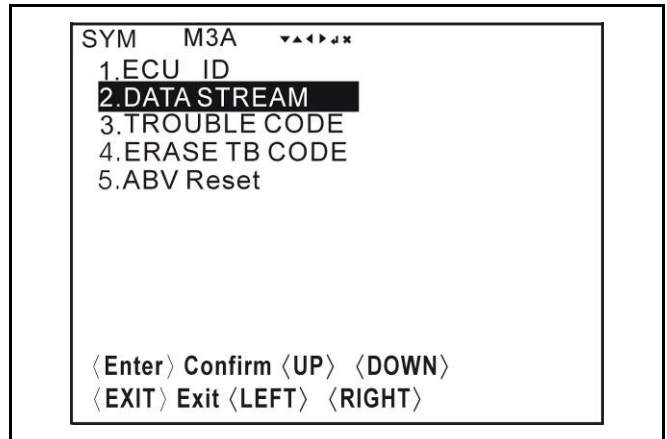 SYM M3A ▼▲◀▶↲✖
1.ECU ID
2.DATA STREAM
3.TROUBLE CODE
4.ERASE TB CODE
5.ABV Reset
〈Enter〉 Confirm 〈UP〉 〈DOWN〉
〈EXIT〉 Exit 〈LEFT〉 〈RIGHT〉